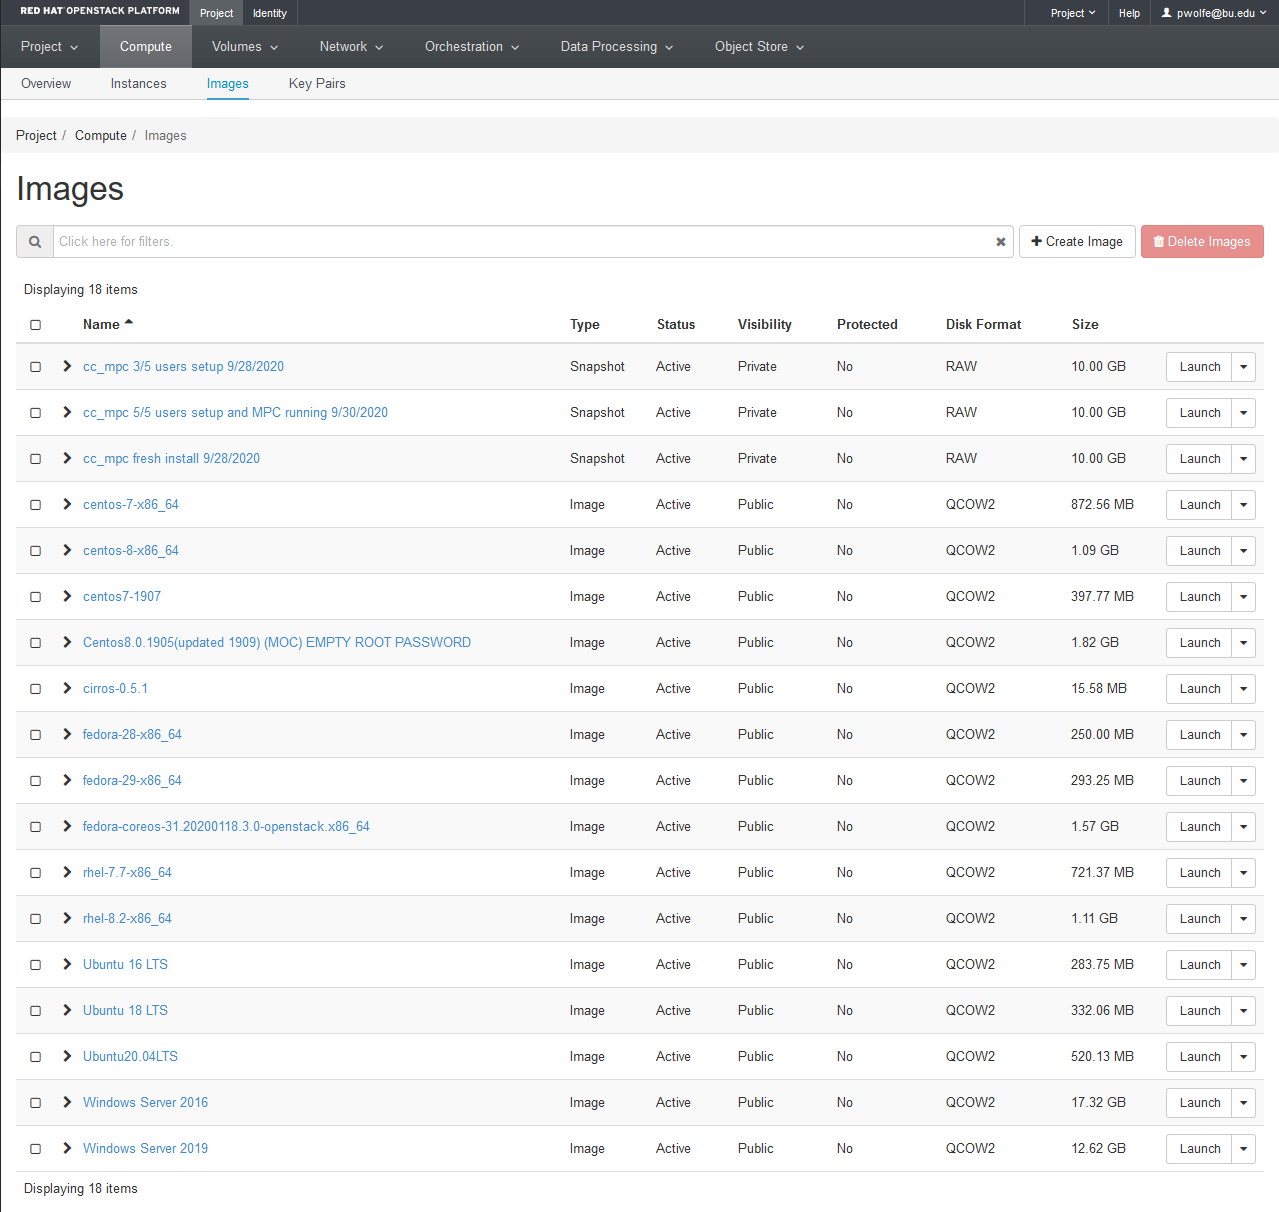 RED HAT OPENSTACK PLATFORM Project Identity Project Help pwolfe@bu.edu
Project Compute Volumes Network Orchestration Data Processing Object Store
Overview Instances Images Key Pairs
Project / Compute / Images
Images
Click here for filters. Create Image Delete Images
Displaying 18 items
Name Type Status Visibility Protected Disk Format Size
cc_mpc 3/5 users setup 9/28/2020 Snapshot Active Private No RAW 10.00 GB Launch
cc_mpc 5/5 users setup and MPC running 9/30/2020 Snapshot Active Private No RAW 10.00 GB Launch
cc_mpc fresh install 9/28/2020 Snapshot Active Private No RAW 10.00 GB Launch
centos-7-x86_64 Image Active Public No QCOW2 872.56 MB Launch
centos-8-x86_64 Image Active Public No QCOW2 1.09 GB Launch
centos7-1907 Image Active Public No QCOW2 397.77 MB Launch
Centos8.0.1905(updated 1909) (MOC) EMPTY ROOT PASSWORD Image Active Public No QCOW2 1.82 GB Launch
cirros-0.5.1 Image Active Public No QCOW2 15.58 MB Launch
fedora-28-x86_64 Image Active Public No QCOW2 250.00 MB Launch
fedora-29-x86_64 Image Active Public No QCOW2 293.25 MB Launch
fedora-coreos-31.20200118.3.0-openstack.x86_64 Image Active Public No QCOW2 1.57 GB Launch
rhel-7.7-x86_64 Image Active Public No QCOW2 721.37 MB Launch
rhel-8.2-x86_64 Image Active Public No QCOW2 1.11 GB Launch
Ubuntu 16 LTS Image Active Public No QCOW2 283.75 MB Launch
Ubuntu 18 LTS Image Active Public No QCOW2 332.06 MB Launch
Ubuntu20.04LTS Image Active Public No QCOW2 520.13 MB Launch
Windows Server 2016 Image Active Public No QCOW2 17.32 GB Launch
Windows Server 2019 Image Active Public No QCOW2 12.62 GB Launch
Displaying 18 items